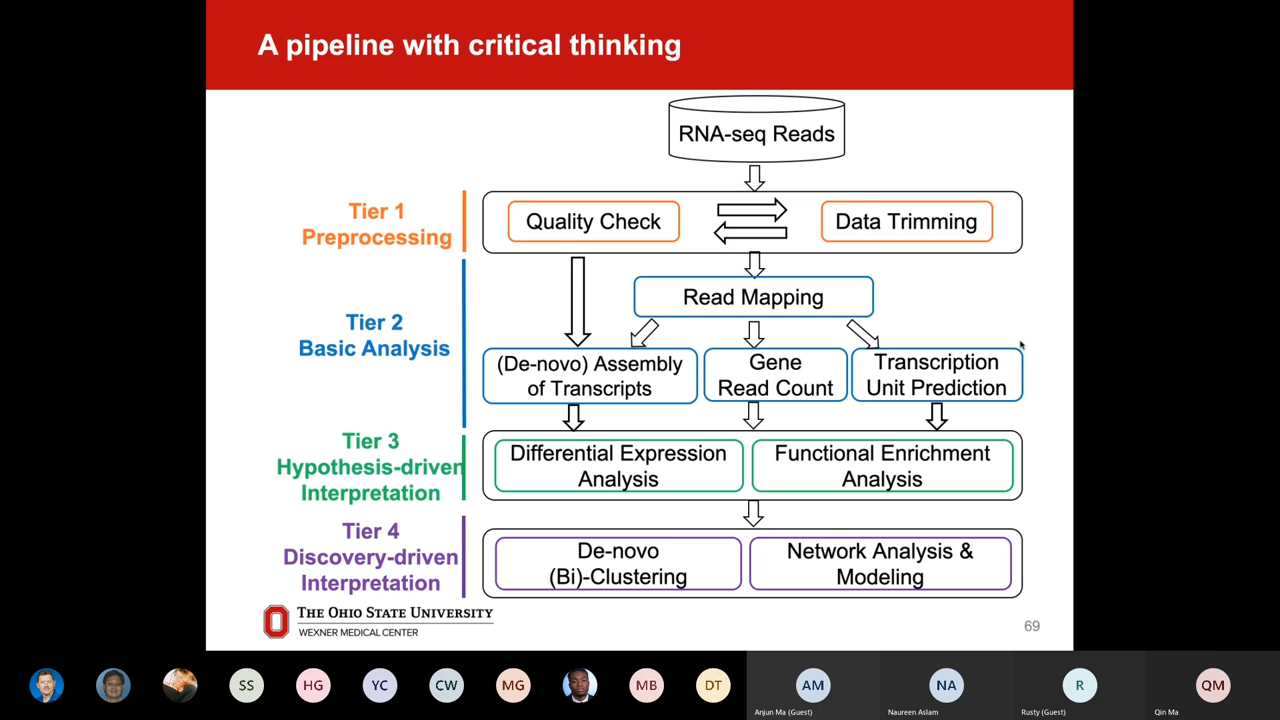 A pipeline with critical thinking
RNA-seq Reads
Tier 1
Preprocessing
Quality Check
Data Trimming
Tier 2
Basic Analysis
Read Mapping
(De-novo) Assembly
of Transcripts
Gene
Read Count
Transcription
Unit Prediction
Tier 3
Hypothesis-driven
Interpretation
Differential Expression
Analysis
Functional Enrichment
Analysis
Tier 4
Discovery-driven
Interpretation
De-novo
(Bi)-Clustering
Network Analysis &
Modeling
THE OHIO STATE UNIVERSITY
WEXNER MEDICAL CENTER
69
SS
HG
YC
CW
MG
MB
DT
AM
NA
R
QM
Anjun Ma (Guest)
Naureen Aslam
Rusty (Guest)
Qin Ma